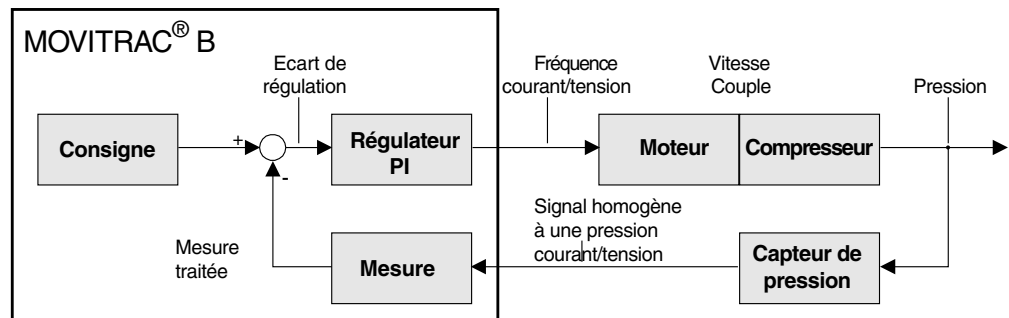 MOVITRAC® B
Ecart de
régulation
Fréquence
courant/tension
Vitesse
Couple
Pression
Consigne
+
-
Régulateur
PI
Moteur
Compresseur
Signal homogène
à une pression
courant/tension
Mesure
traitée
Mesure
Capteur de
pression